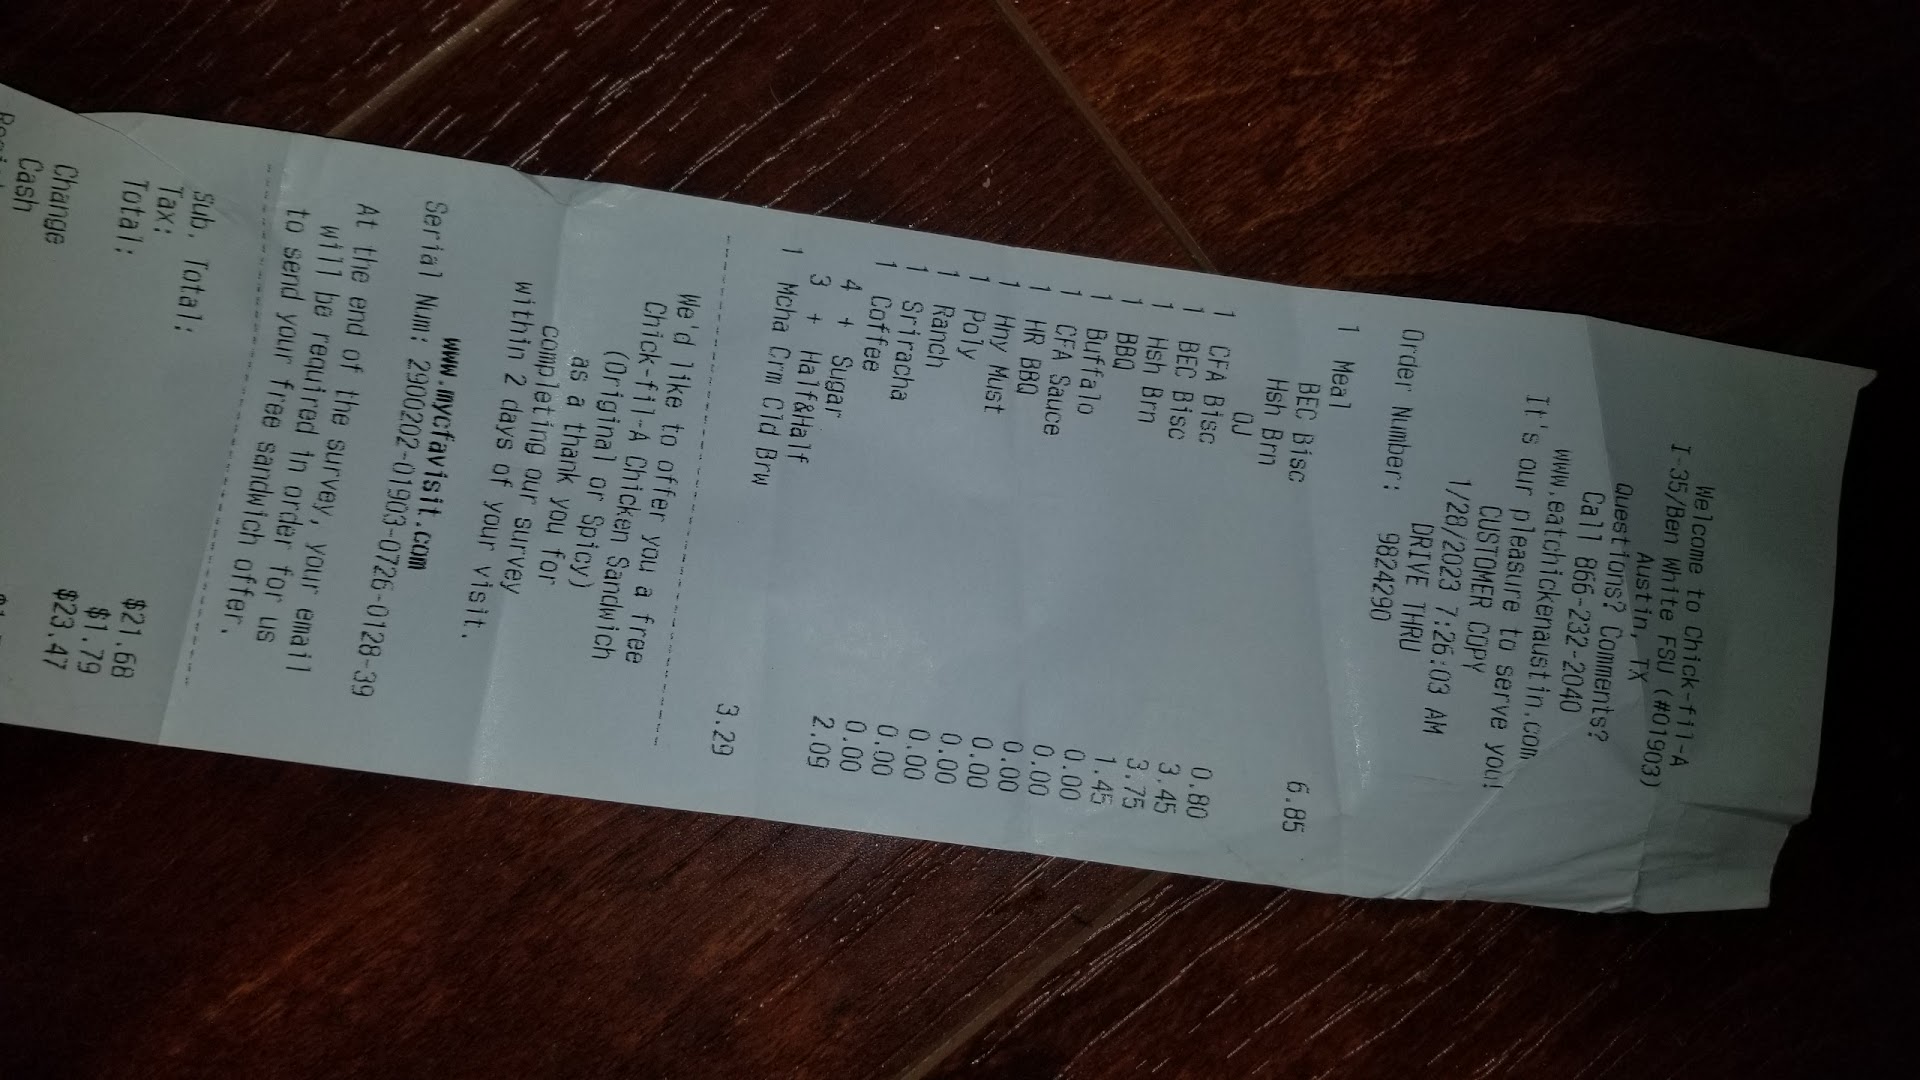 Welcome to Chick-fil-A
I-35/Ben White FSU (#01903)
Austin, TX
Questions? Comments?
Call 866-232-2040
www.eatchickenaustin.com
It's our pleasure to serve you!
CUSTOMER COPY
1/28/2023 7:26:03 AM
DRIVE THRU
Order Number: 9824290
1 Meal 6.85
BEC Bisc
Hsh Brn
OJ 0.80
1 CFA Bisc 3.45
1 BEC Bisc 3.75
1 Hsh Brn 1.45
1 BBQ 0.00
1 Buffalo 0.00
1 CFA Sauce 0.00
1 HR BBQ 0.00
1 Hny Must 0.00
1 Poly 0.00
1 Ranch 0.00
1 Sriracha 0.00
1 Coffee 2.09
4 + Sugar
3 + Half&Half
1 Mcha Crm Cld Brw 3.29
We'd like to offer you a free
Chick-fil-A Chicken Sandwich
(Original or Spicy)
as a thank you for
completing our survey
within 2 days of your visit.
www.mycfavisit.com
Serial Num: 2900202-01903-0726-0128-39
At the end of the survey, your email
will be required in order for us
to send your free sandwich offer.
Sub. Total: $21.68
Tax: $1.79
Total: $23.47
Change
Cash